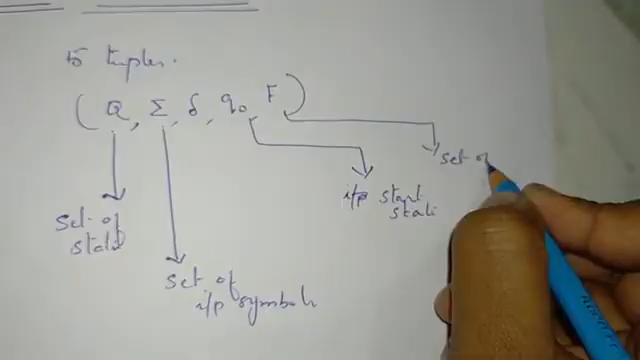 5 tuples.
(Q, Σ, δ, q₀, F)
set of
i/p start
state
set of
states
set of
i/p symbols